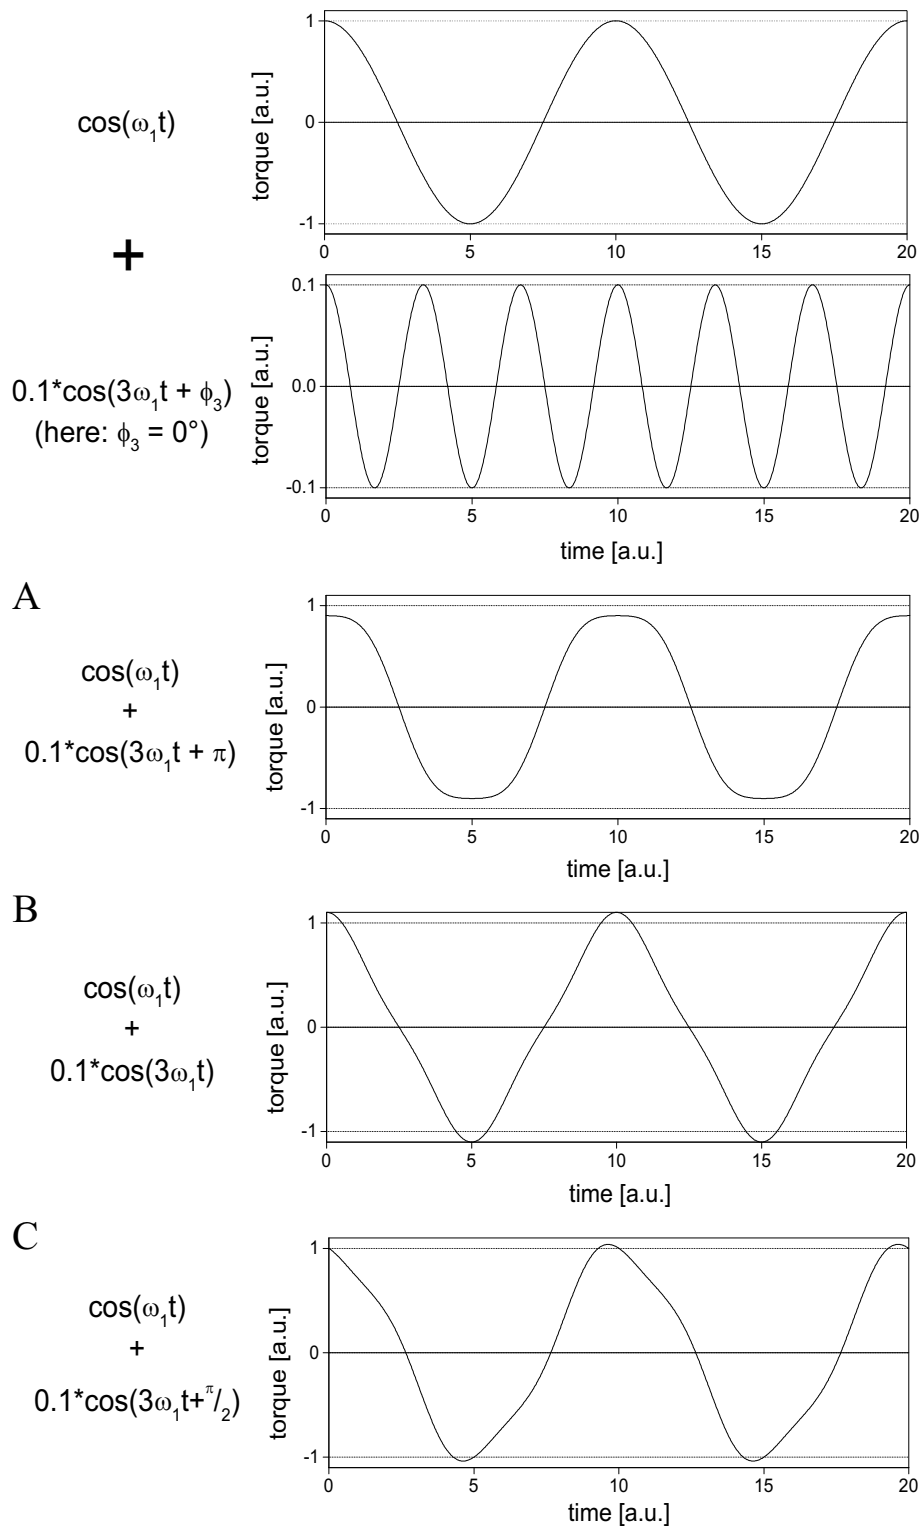 cos(ω₁t)
torque [a.u.]
1
0
-1
0 5 10 15 20
+
0.1*cos(3ω₁t + ϕ₃)
(here: ϕ₃ = 0°)
torque [a.u.]
0.1
0.0
-0.1
0 5 10 15 20
time [a.u.]
A
cos(ω₁t)
+
0.1*cos(3ω₁t + π)
torque [a.u.]
1
0
-1
0 5 10 15 20
time [a.u.]
B
cos(ω₁t)
+
0.1*cos(3ω₁t)
torque [a.u.]
1
0
-1
0 5 10 15 20
time [a.u.]
C
cos(ω₁t)
+
0.1*cos(3ω₁t+π/2)
torque [a.u.]
1
0
-1
0 5 10 15 20
time [a.u.]